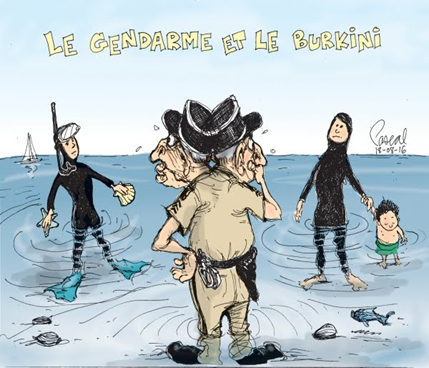 LE GENDARME ET LE BURKINI
Pascal
18-08-16